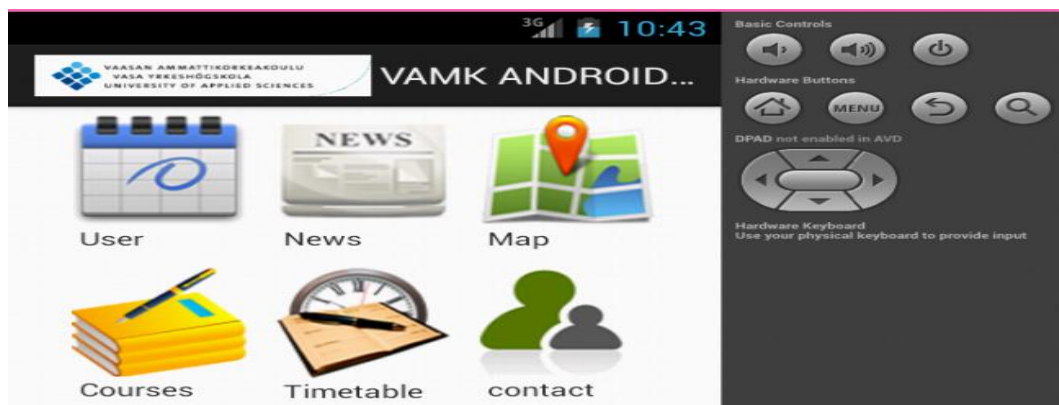 3G 10:43
VAASAN AMMATTIKORKEAKOULU
VASA YRKESHÖGSKOLA
UNIVERSITY OF APPLIED SCIENCES
VAMK ANDROID...
NEWS
User News Map
Courses Timetable contact
Basic Controls
Hardware Buttons
MENU
DPAD not enabled in AVD
Hardware Keyboard
Use your physical keyboard to provide input